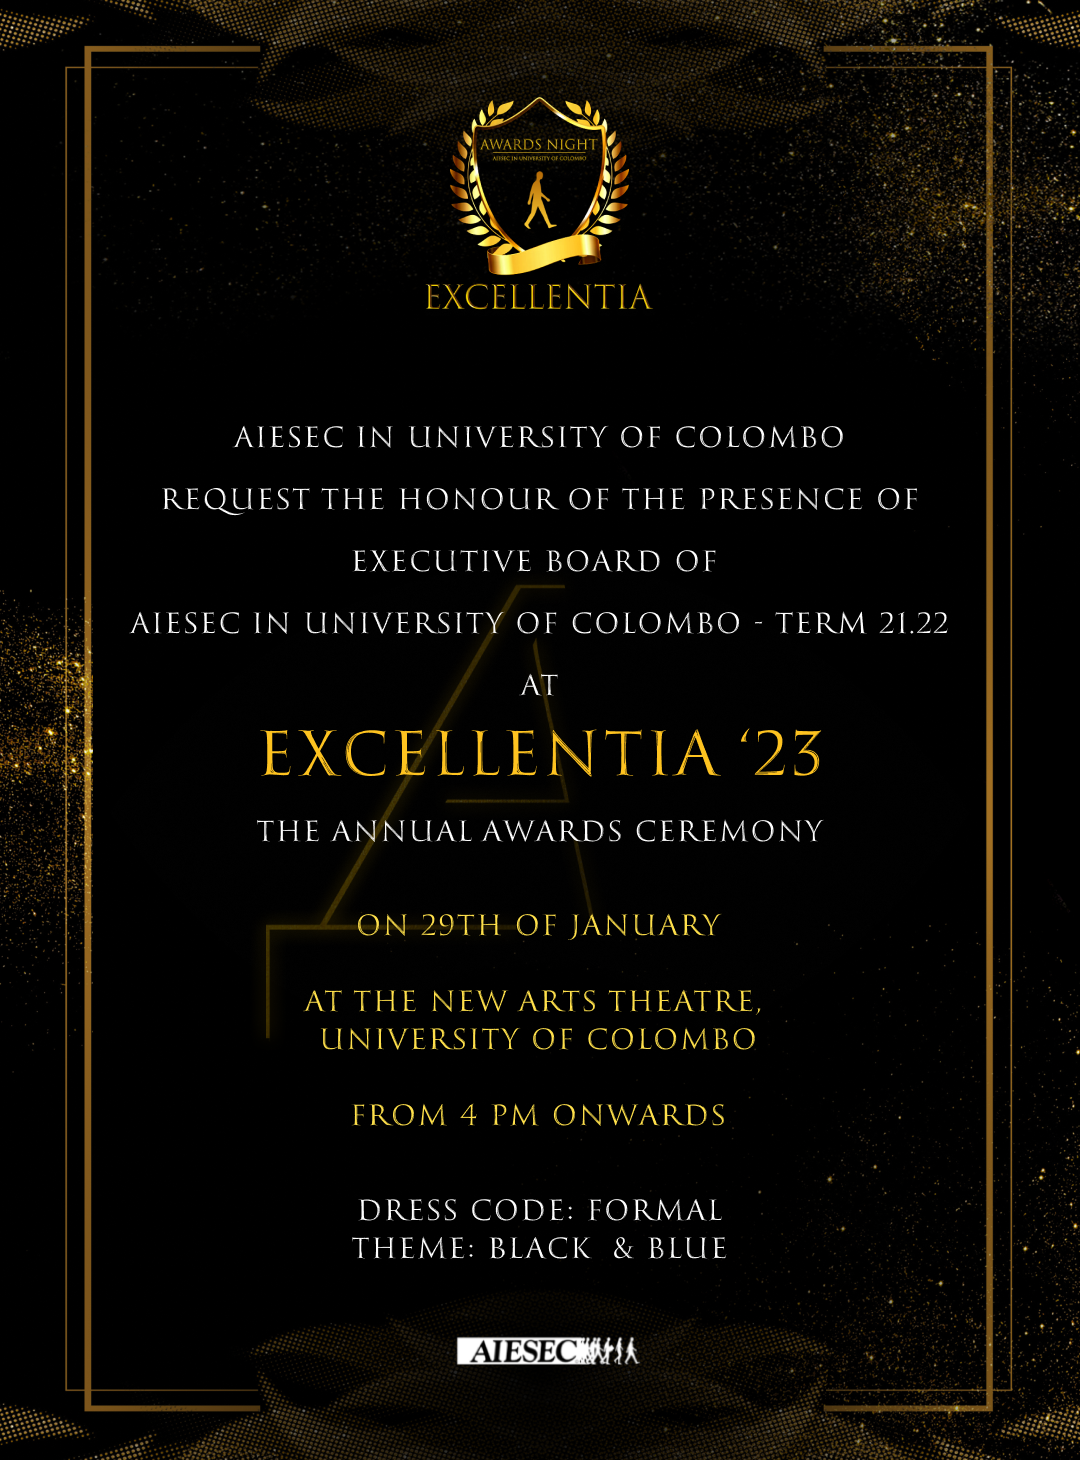 AWARDS NIGHT
AIESEC IN UNIVERSITY OF COLOMBO
EXCELLENTIA
AIESEC IN UNIVERSITY OF COLOMBO
REQUEST THE HONOUR OF THE PRESENCE OF
EXECUTIVE BOARD OF
AIESEC IN UNIVERSITY OF COLOMBO - TERM 21.22
AT
EXCELLENTIA ‘23
THE ANNUAL AWARDS CEREMONY
ON 29TH OF JANUARY
AT THE NEW ARTS THEATRE,
UNIVERSITY OF COLOMBO
FROM 4 PM ONWARDS
DRESS CODE: FORMAL
THEME: BLACK & BLUE
AIESEC